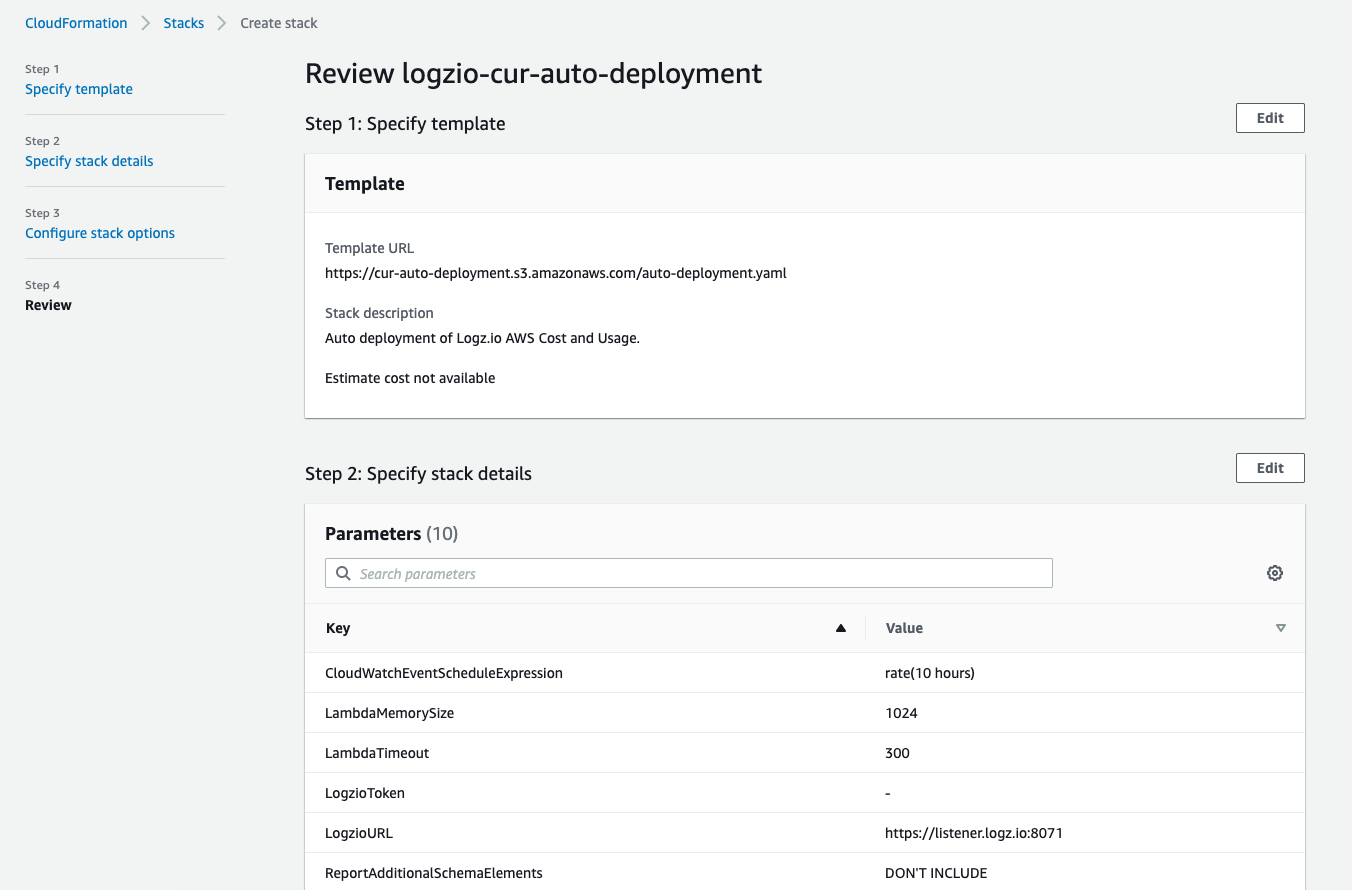 CloudFormation > Stacks > Create stack
Step 1
Specify template
Step 2
Specify stack details
Step 3
Configure stack options
Step 4
Review
Review logzio-cur-auto-deployment
Step 1: Specify template
Edit
Template
Template URL
https://cur-auto-deployment.s3.amazonaws.com/auto-deployment.yaml
Stack description
Auto deployment of Logz.io AWS Cost and Usage.
Estimate cost not available
Step 2: Specify stack details
Edit
Parameters (10)
Search parameters
Key Value
CloudWatchEventScheduleExpression rate(10 hours)
LambdaMemorySize 1024
LambdaTimeout 300
LogzioToken -
LogzioURL https://listener.logz.io:8071
ReportAdditionalSchemaElements DON'T INCLUDE